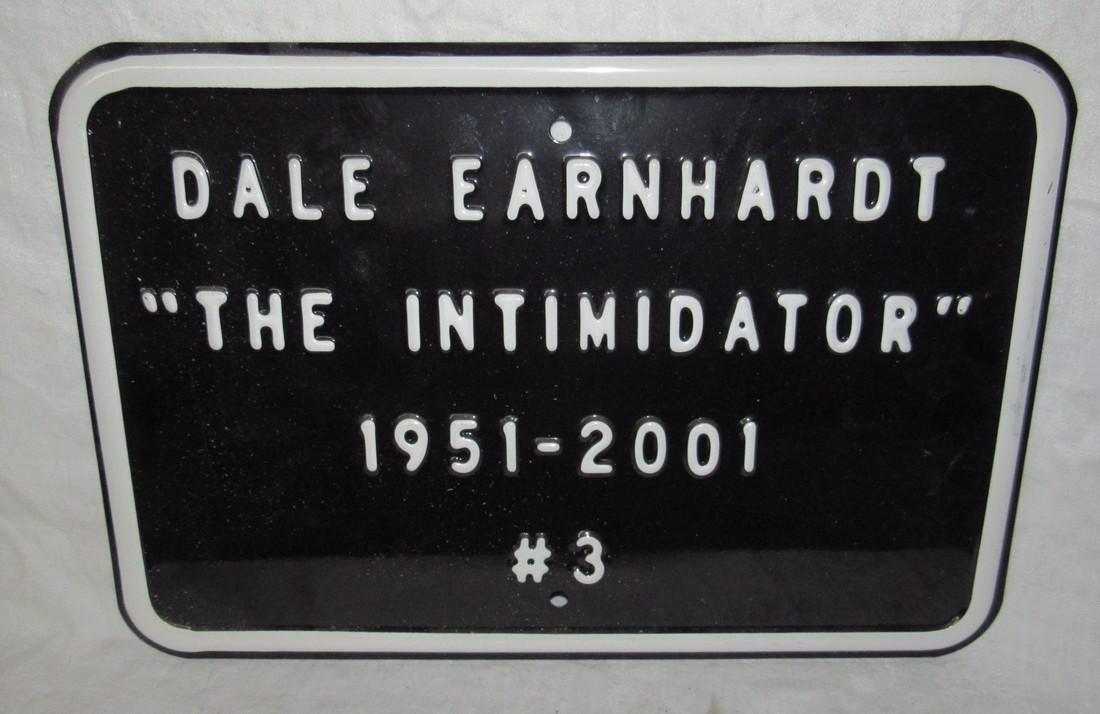 DALE EARNHARDT
"THE INTIMIDATOR"
1951-2001
#3